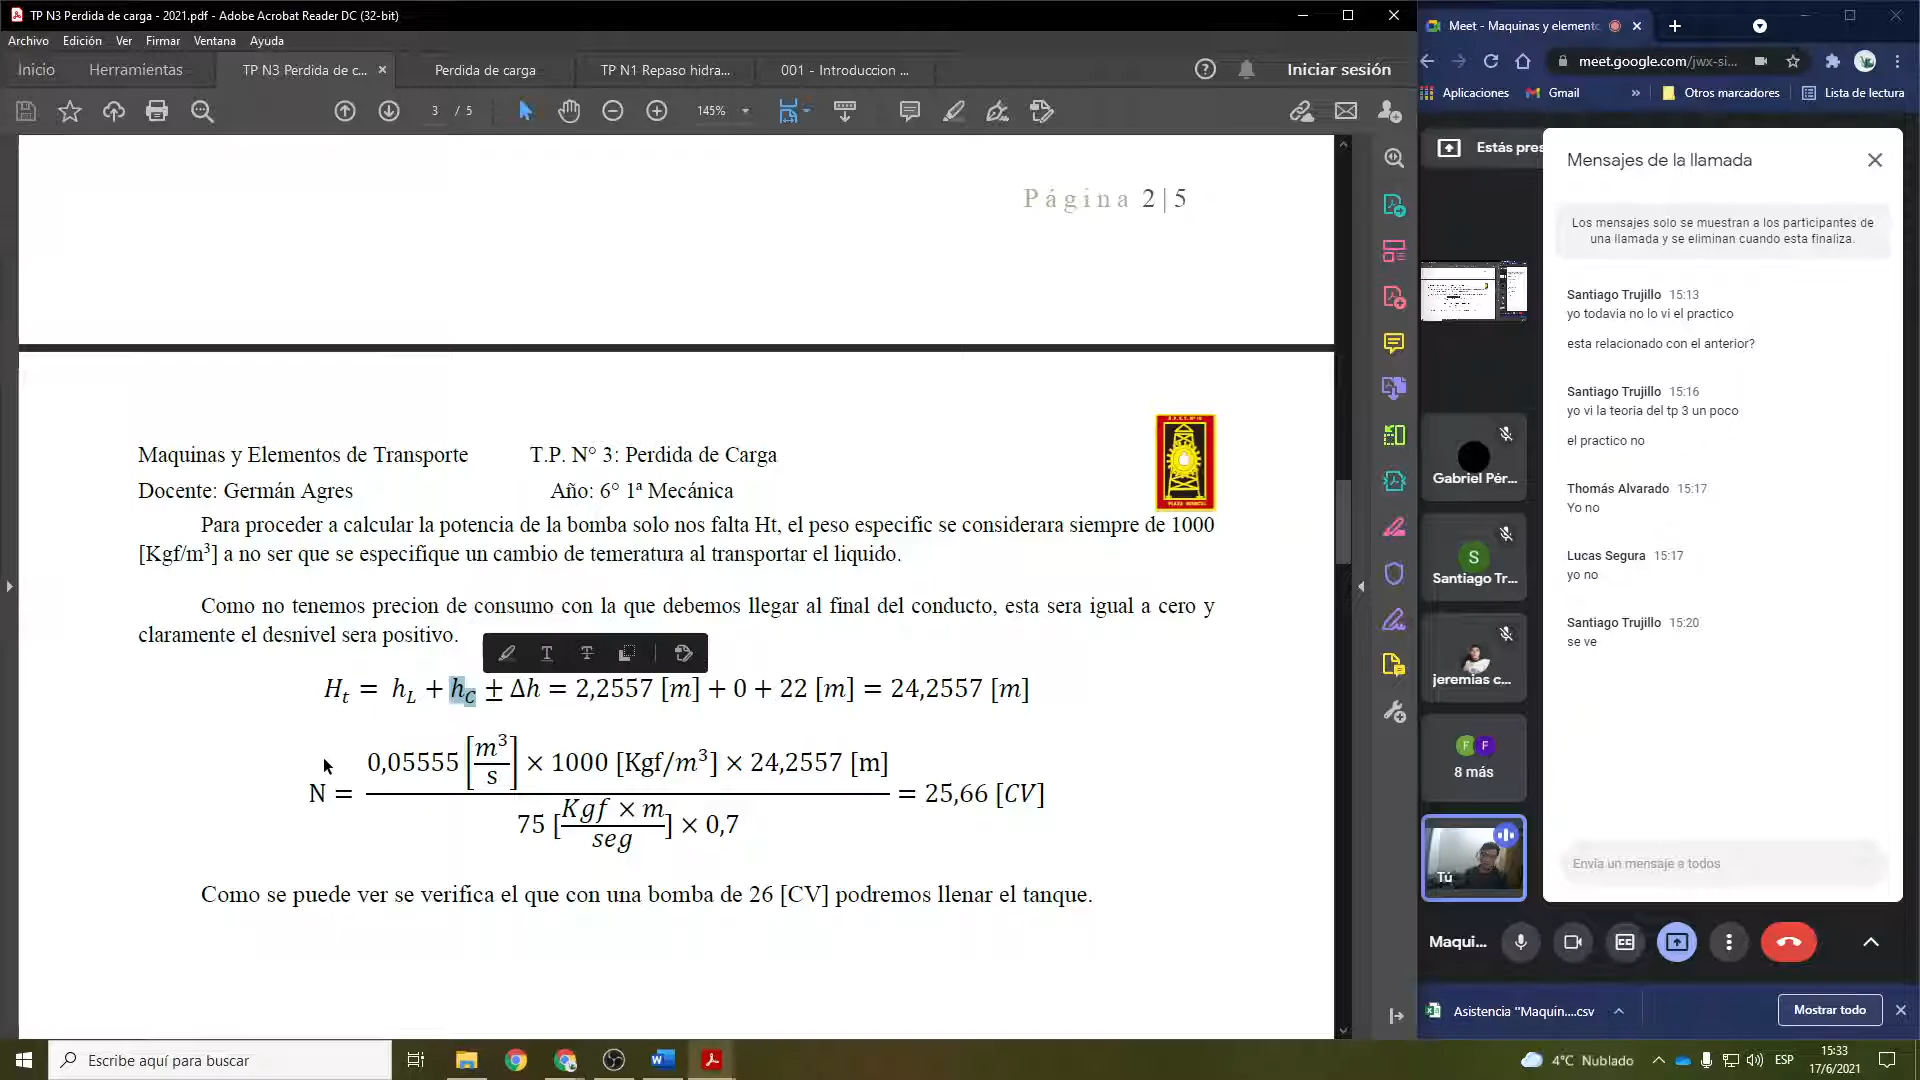 TP N3 Perdida de carga - 2021.pdf - Adobe Acrobat Reader DC (32-bit)
Archivo Edición Ver Firmar Ventana Ayuda
Inicio Herramientas TP N3 Perdida de c... Perdida de carga TP N1 Repaso hidra... 001 - Introduccion ... Iniciar sesión
3 / 5 145%
Página 2|5
Maquinas y Elementos de Transporte T.P. N° 3: Perdida de Carga
Docente: Germán Agres Año: 6° 1ª Mecánica
Para proceder a calcular la potencia de la bomba solo nos falta Ht, el peso especific se considerara siempre de 1000
[Kgf/m³] a no ser que se especifique un cambio de temeratura al transportar el liquido.
Como no tenemos precion de consumo con la que debemos llegar al final del conducto, esta sera igual a cero y
claramente el desnivel sera positivo.
H_t = h_L + h_C ± Δh = 2,2557 [m] + 0 + 22 [m] = 24,2557 [m]
N = (0,05555 [m³/s] × 1000 [Kgf/m³] × 24,2557 [m]) / (75 [Kgf × m/seg] × 0,7) = 25,66 [CV]
Como se puede ver se verifica el que con una bomba de 26 [CV] podremos llenar el tanque.
Meet - Maquinas y element
meet.google.com/jwx-si...
Aplicaciones Gmail » Otros marcadores Lista de lectura
Estás pres
Mensajes de la llamada
Los mensajes solo se muestran a los participantes de
una llamada y se eliminan cuando esta finaliza.
Santiago Trujillo 15:13
yo todavia no lo vi el practico
esta relacionado con el anterior?
Santiago Trujillo 15:16
yo vi la teoria del tp 3 un poco
el practico no
Thomás Alvarado 15:17
Yo no
Lucas Segura 15:17
yo no
Santiago Trujillo 15:20
se ve
Gabriel Pér...
S
Santiago Tr...
jeremias c...
F F
8 más
Tú
Envía un mensaje a todos
Maqui...
Asistencia "Maquín....csv Mostrar todo
Escribe aquí para buscar
4°C Nublado ESP 15:33
17/6/2021